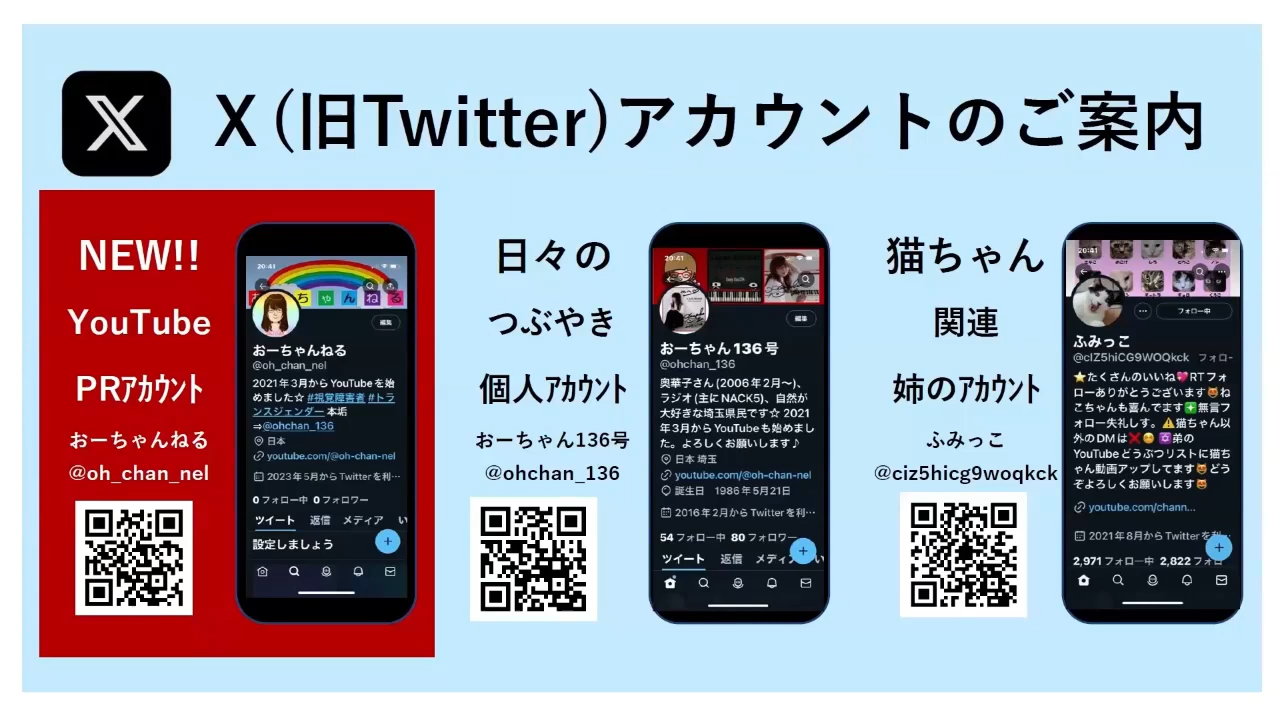 X (旧Twitter)アカウントのご案内
NEW!!
YouTube
PRアカウント
おーちゃんねる
@oh_chan_nel
20:41
ちゃんねる
編集
おーちゃんねる
@oh_chan_nel
2021年3月からYouTubeを始
めました☆ #視覚障害者 #トラ
ンスジェンダー 本垢
⇒@ohchan_136
日本
youtube.com/@oh-chan-nel
2023年5月からTwitterを利…
0 フォロー中 0 フォロワー
ツイート 返信 メディア い
設定しましょう
日々の
つぶやき
個人アカウント
おーちゃん136号
@ohchan_136
20:41
編集
おーちゃん136号
@ohchan_136
奥華子さん (2006年2月〜)、
ラジオ (主にNACK5)、自然が
大好きな埼玉県民です☆ 2021
年3月からYouTubeも始めまし
た。よろしくお願いします♪
日本 埼玉
youtube.com/@oh-chan-nel
誕生日 1986年5月21日
2016年2月からTwitterを利…
54 フォロー中 80 フォロワー
ツイート 返信 メディア い
猫ちゃん
関連
姉のアカウント
ふみっこ
@ciz5hicg9woqkck
20:41
フォロー中
ふみっこ
@cIZ5hiCG9WOQkck フォロー
⭐たくさんのいいね💖RTフォ
ローありがとうございます😺ね
こちゃんも喜んでます➕無言フ
ォロー失礼しす。⚠️猫ちゃん以
外のDMは❌😊🔯弟の
YouTubeどうぶつリストに猫ち
ゃん動画アップしてます😺どう
ぞよろしくお願いします😺
youtube.com/chann...
2021年8月からTwitterを利…
2,971 フォロー中 2,822 フォロ